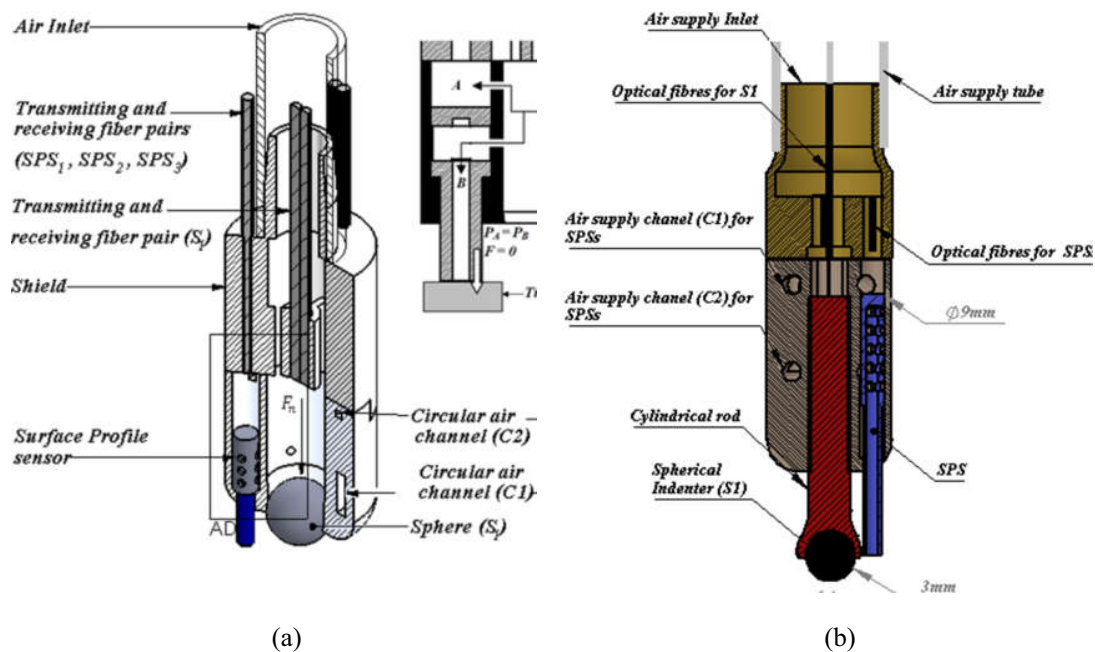 Air Inlet
Transmitting and
receiving fiber pairs
(SPS1, SPS2, SPS3)
Transmitting and
receiving fiber pair (S1)
Shield
Surface Profile
sensor
AD
Fn
A
B
PA = PB
F = 0
Circular air
channel (C2)
Circular air
channel (C1)
Sphere (S1)
(a)
Air supply Inlet
Optical fibres for S1
Air supply tube
Air supply chanel (C1) for
SPSs
Optical fibres for SPS
Air supply chanel (C2) for
SPSs
Φ9mm
Cylindrical rod
SPS
Spherical
Indenter (S1)
3mm
(b)